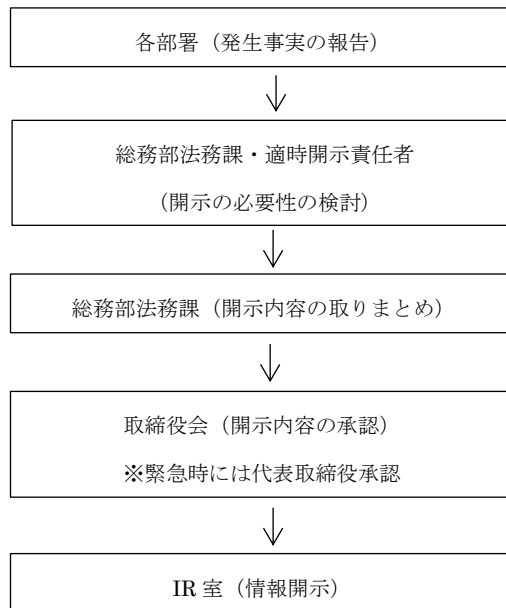 各部署（発生事実の報告）
総務部法務課・適時開示責任者
（開示の必要性の検討）
総務部法務課（開示内容の取りまとめ）
取締役会（開示内容の承認）
※緊急時には代表取締役承認
IR 室（情報開示）